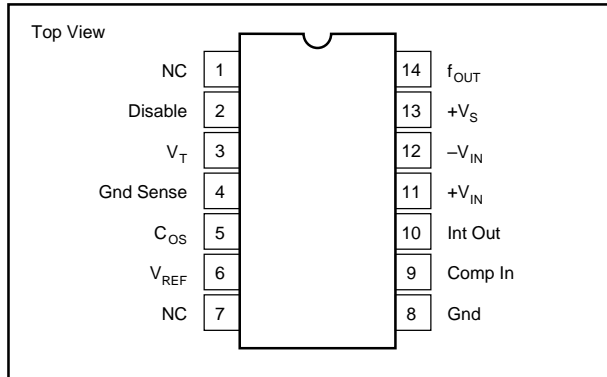 Top View
NC 1 14 fOUT
Disable 2 13 +VS
VT 3 12 –VIN
Gnd Sense 4 11 +VIN
COS 5 10 Int Out
VREF 6 9 Comp In
NC 7 8 Gnd